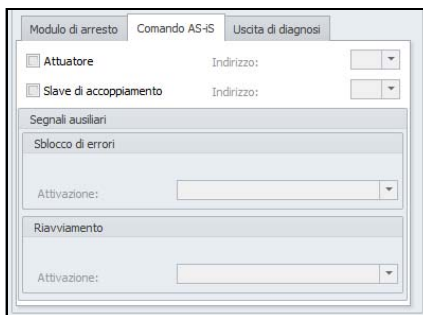 Modulo di arresto Comando AS-iS Uscita di diagnosi
Attuatore Indirizzo:
Slave di accoppiamento Indirizzo:
Segnali ausiliari
Sblocco di errori
Attivazione:
Riavviamento
Attivazione: